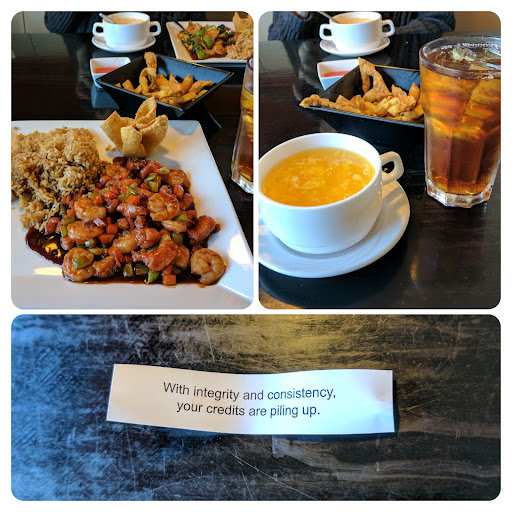 With integrity and consistency,
your credits are piling up.